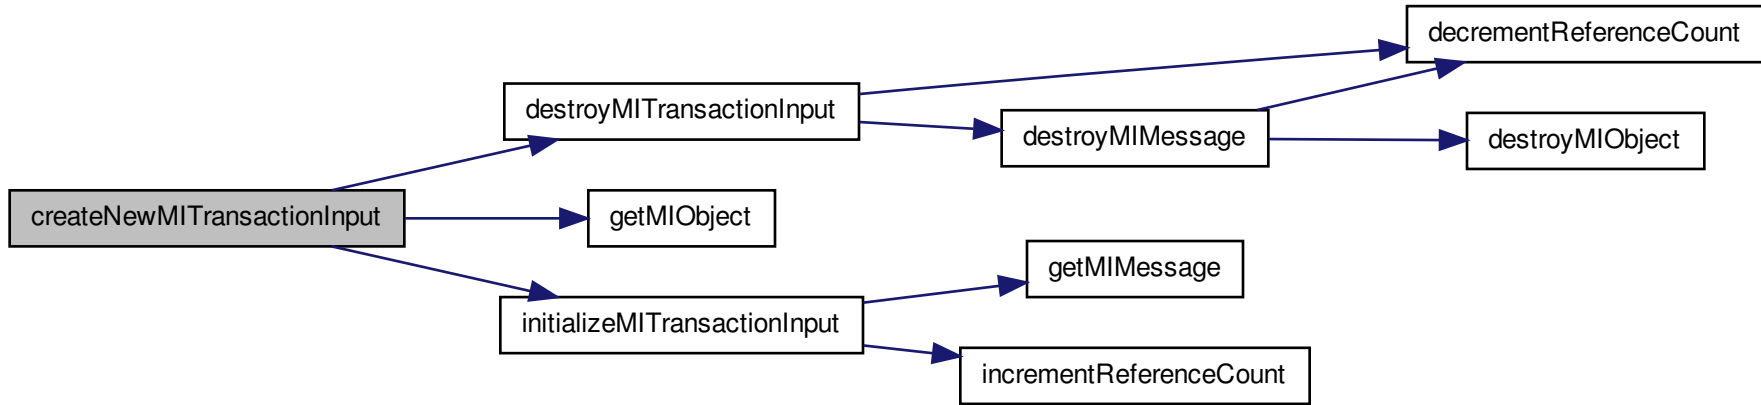 decrementReferenceCount
destroyMITransactionInput
destroyMIMessage
destroyMIObject
createNewMITransactionInput
getMIObject
getMIMessage
initializeMITransactionInput
incrementReferenceCount